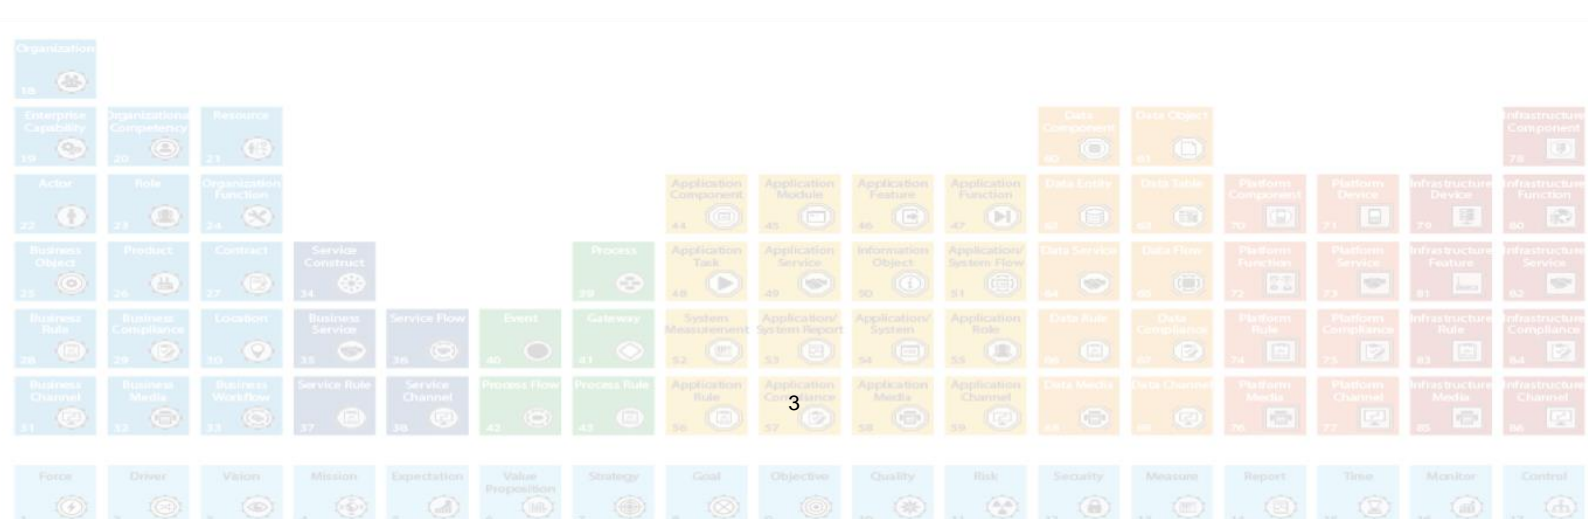 Organization
18
Enterprise
Capability
19
Organizational
Competency
20
Resource
21
Data
Component
60
Data Object
61
Infrastructure
Component
78
Actor
22
Role
23
Organization
Function
24
Application
Component
44
Application
Module
45
Application
Feature
46
Application
Function
47
Data Entity
62
Data Table
63
Platform
Component
70
Platform
Device
71
Infrastructure
Device
79
Infrastructure
Function
80
Business
Object
25
Product
26
Contract
27
Service
Construct
34
Process
39
Application
Task
48
Application
Service
49
Information
Object
50
Application/
System Flow
51
Data Service
64
Data Flow
65
Platform
Function
72
Platform
Service
73
Infrastructure
Feature
81
Infrastructure
Service
82
Business
Rule
28
Business
Compliance
29
Location
30
Business
Service
35
Service Flow
36
Event
40
Gateway
41
System
Measurement
52
Application/
System Report
53
Application/
System
54
Application
Role
55
Data Rule
66
Data
Compliance
67
Platform
Rule
74
Platform
Compliance
75
Infrastructure
Rule
83
Infrastructure
Compliance
84
Business
Channel
31
Business
Media
32
Business
Workflow
33
Service Rule
37
Service
Channel
38
Process Flow
42
Process Rule
43
Application
Rule
56
Application
Compliance
57
3
Application
Media
58
Application
Channel
59
Data Media
68
Data Channel
69
Platform
Media
76
Platform
Channel
77
Infrastructure
Media
85
Infrastructure
Channel
86
Force
Driver
Vision
Mission
Expectation
Value
Proposition
Strategy
Goal
Objective
Quality
Risk
Security
Measure
Report
Time
Monitor
Control